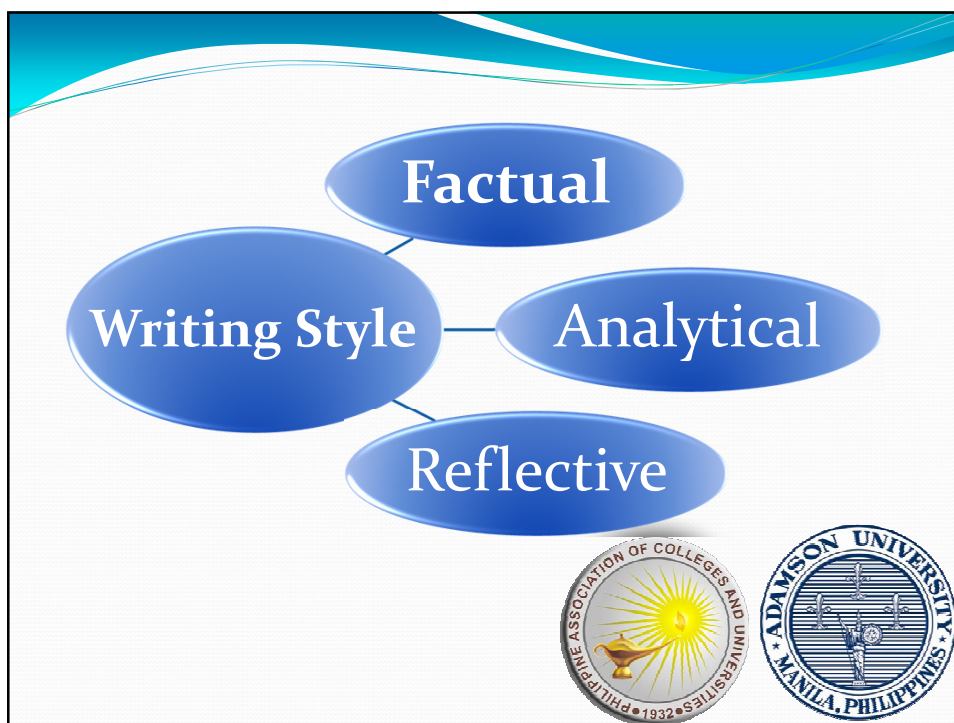 Factual
Writing Style
Analytical
Reflective
PHILIPPINE ASSOCIATION OF COLLEGES AND UNIVERSITIES
•1932•
ADAMSON UNIVERSITY
MANILA, PHILIPPINES